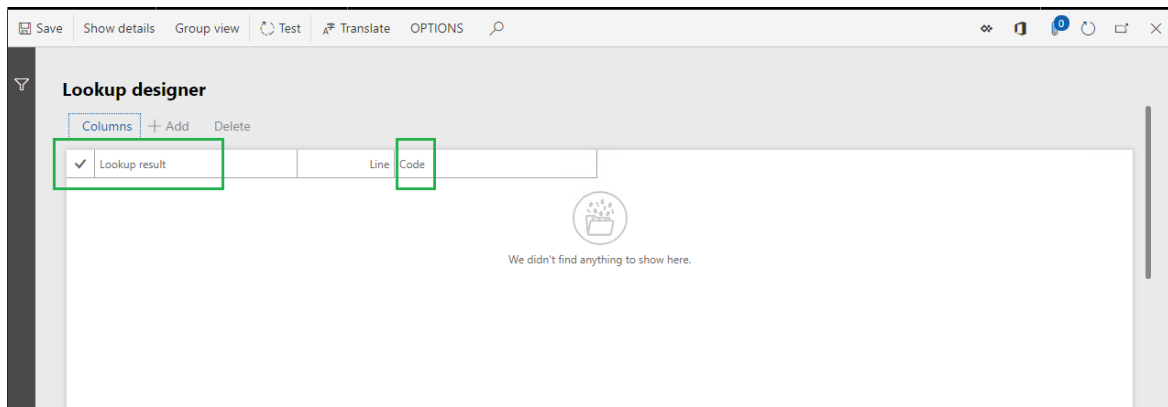 Save Show details Group view Test Translate OPTIONS 0
Lookup designer
Columns + Add Delete
Lookup result Line Code
We didn't find anything to show here.